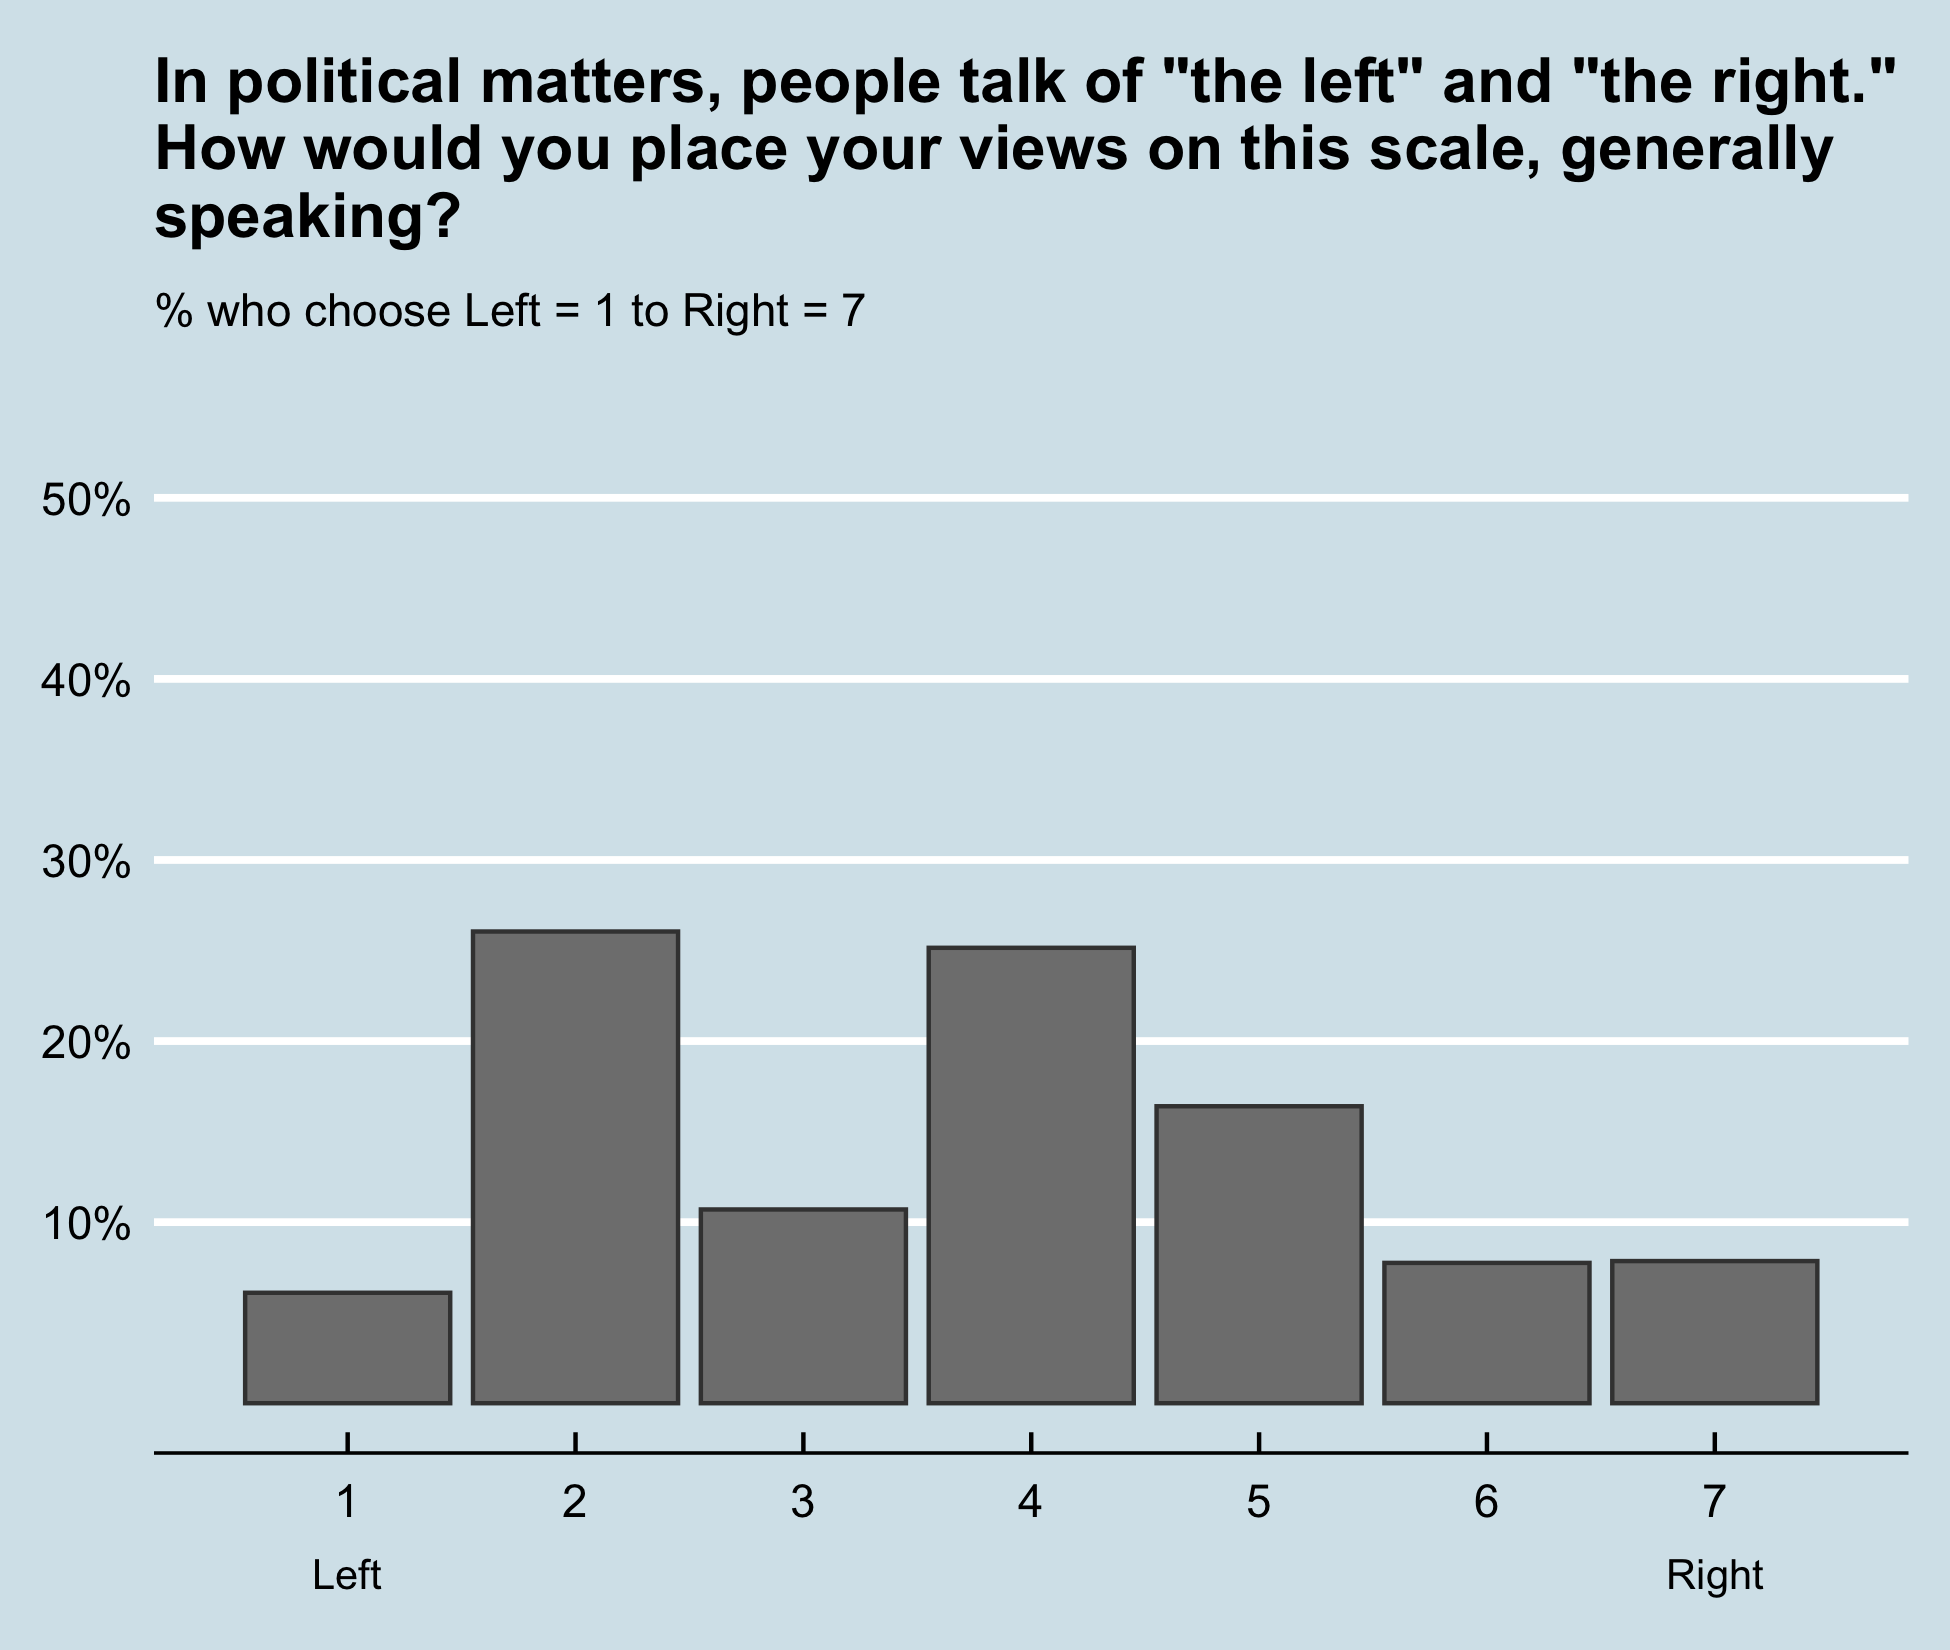 In political matters, people talk of "the left" and "the right."
How would you place your views on this scale, generally
speaking?
% who choose Left = 1 to Right = 7
50%
40%
30%
20%
10%
1 2 3 4 5 6 7
Left Right